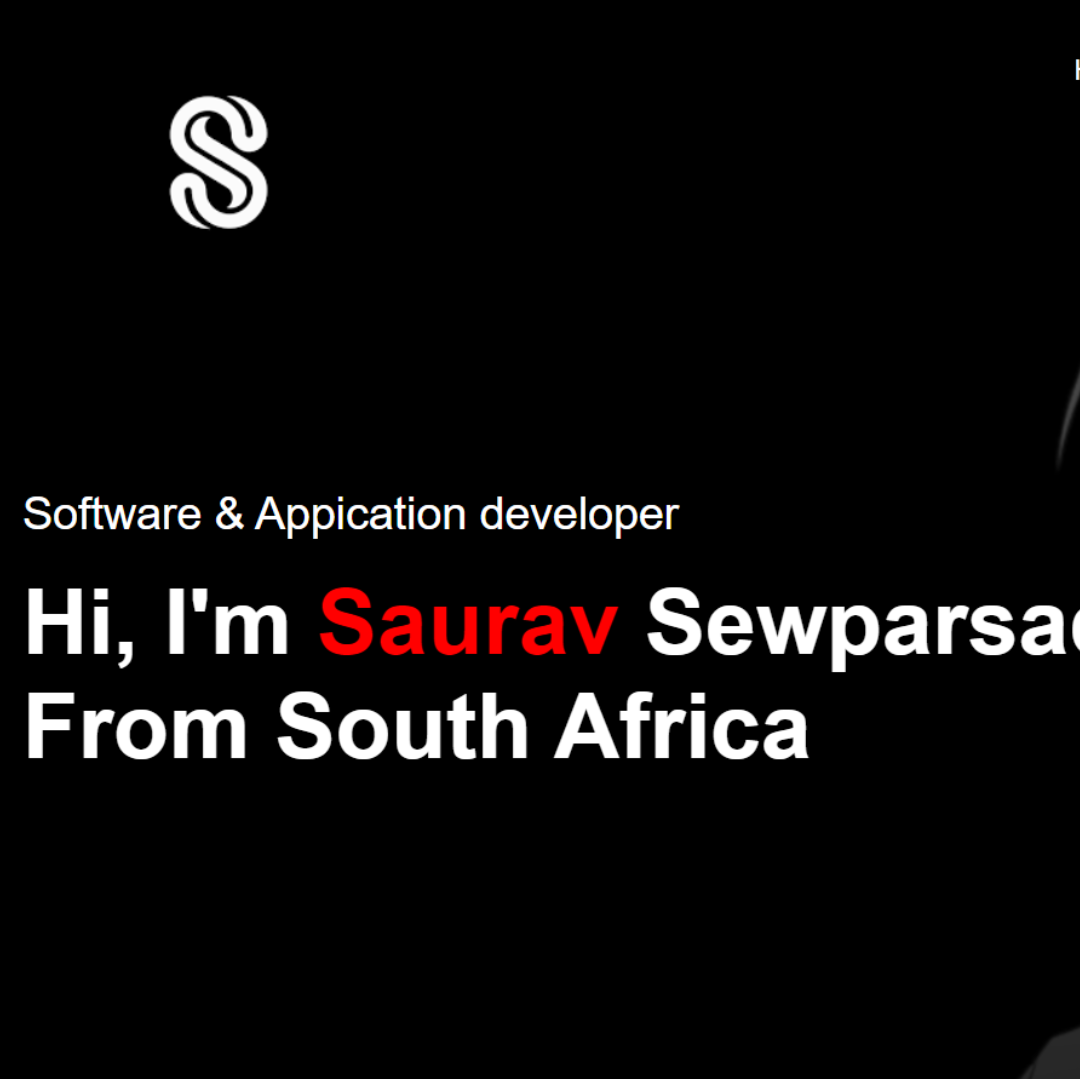 S
Software & Appication developer
Hi, I'm Saurav Sewparsad
From South Africa